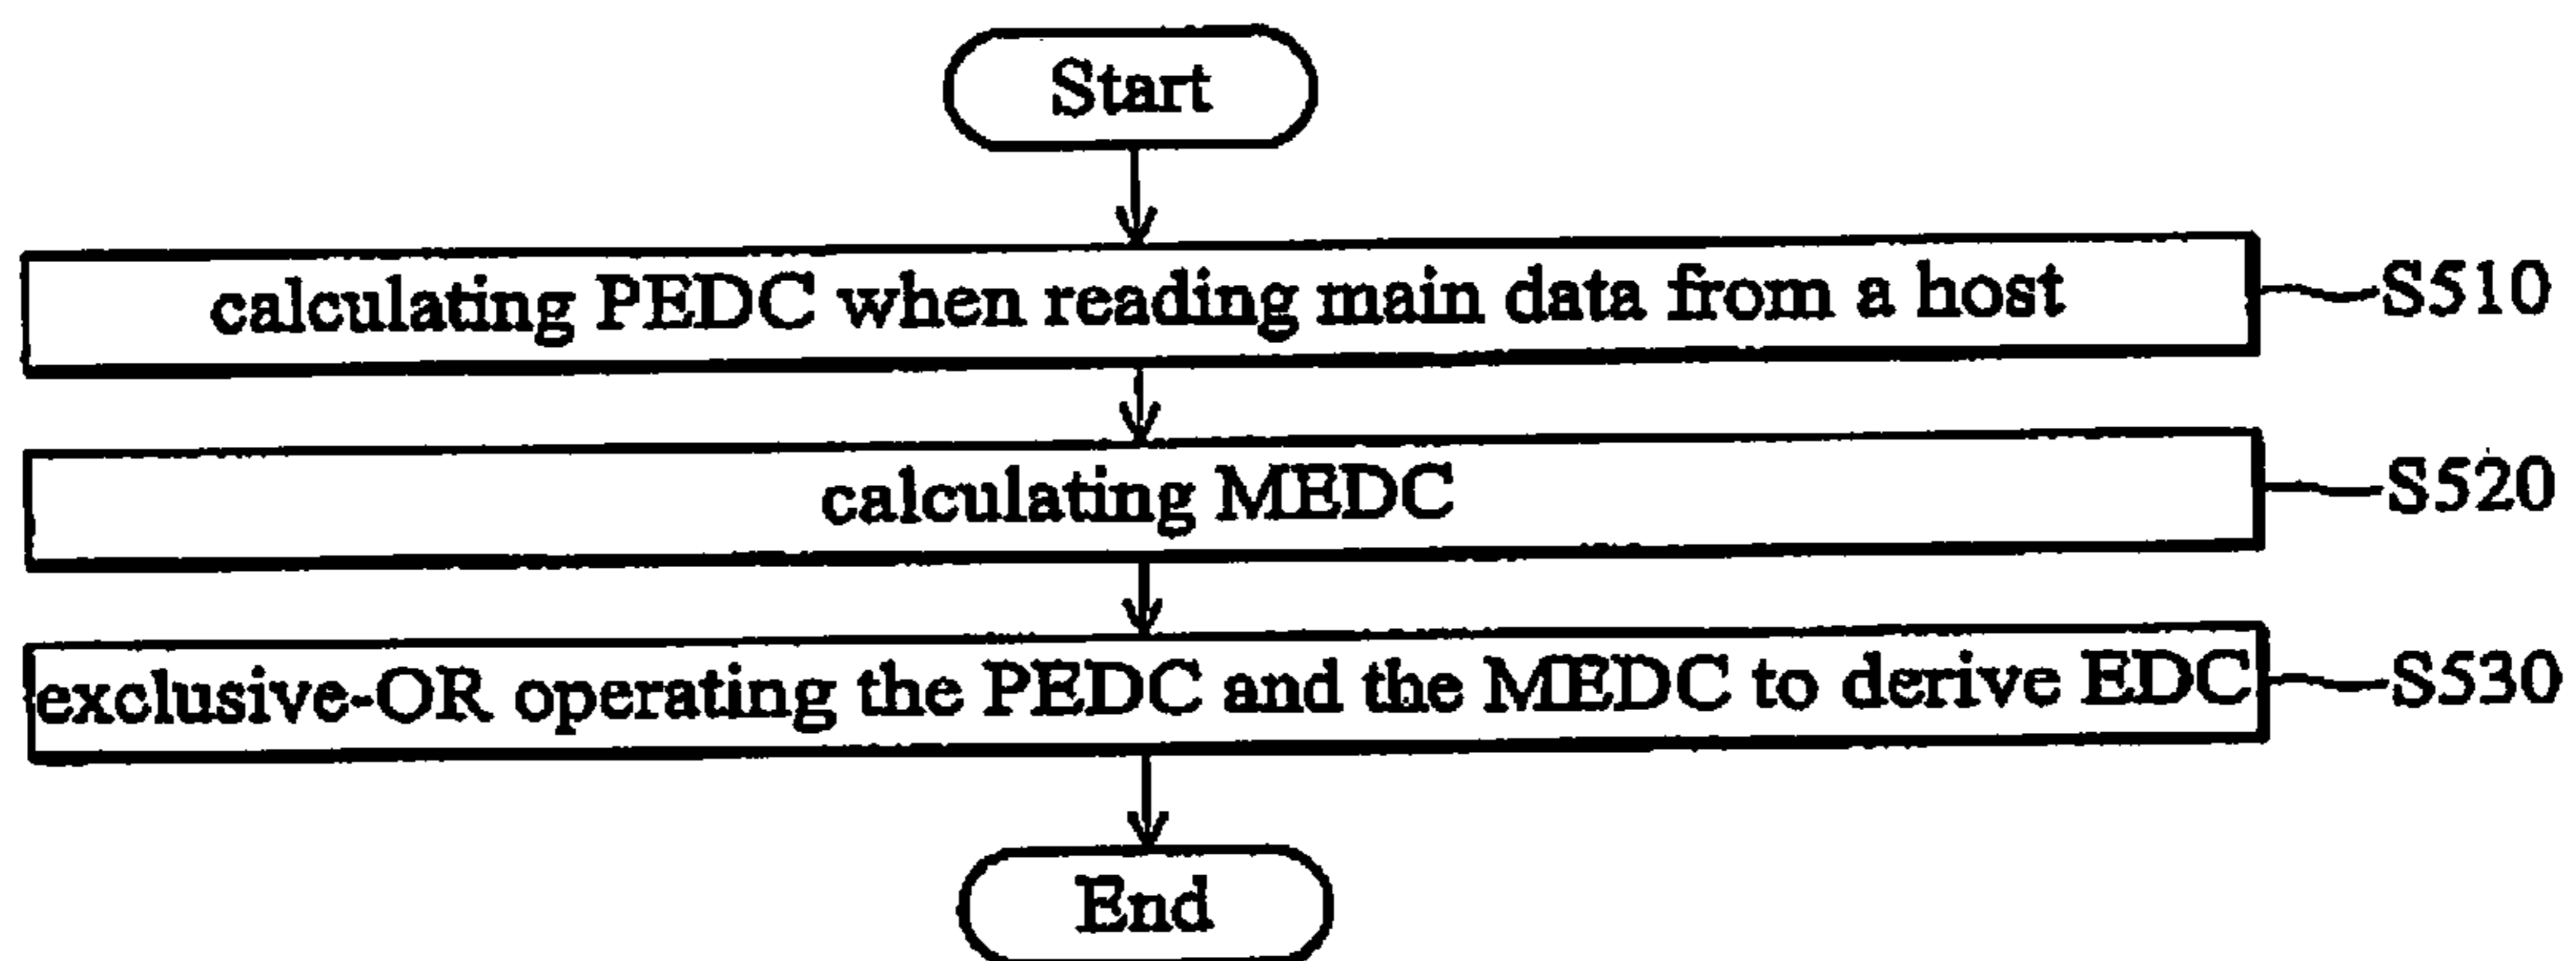 Start
calculating PEDC when reading main data from a host
S510
calculating MEDC
S520
exclusive-OR operating the PEDC and the MEDC to derive EDC
S530
End